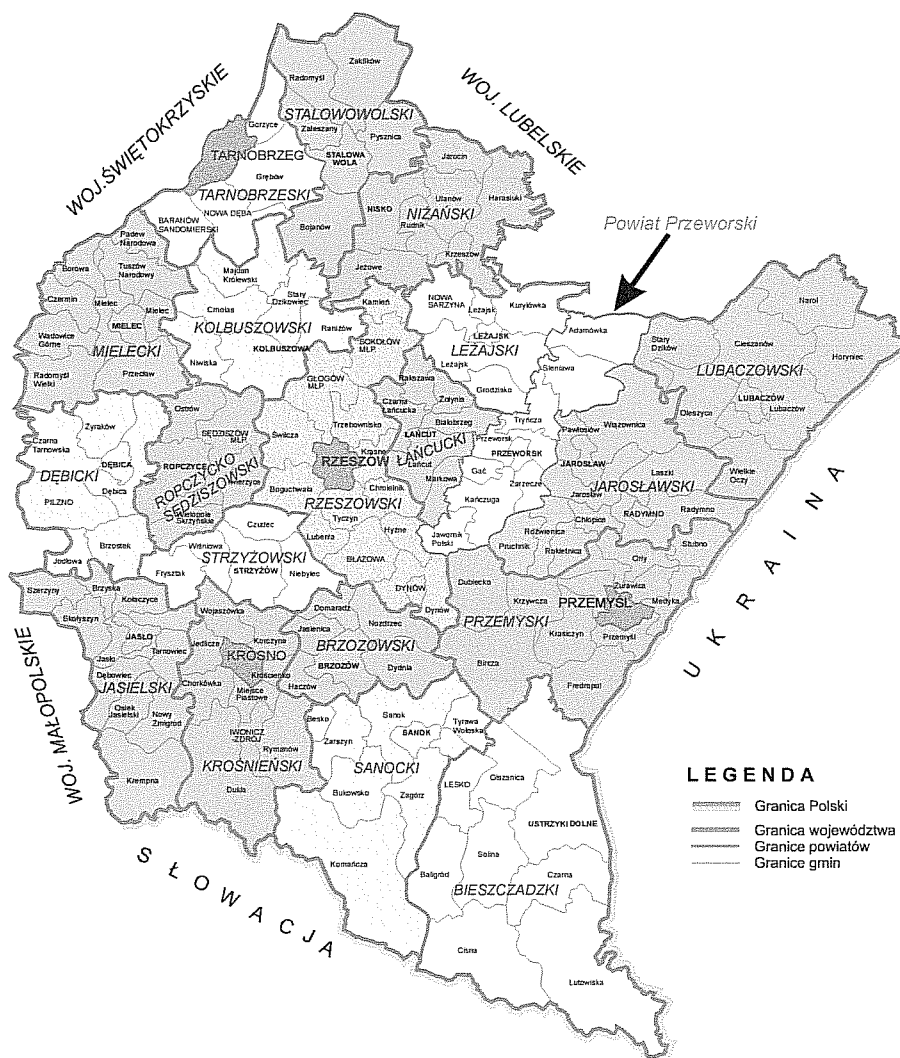 Zaklików
Radomyśl
WOJ. LUBELSKIE
WOJ. ŚWIĘTOKRZYSKIE
STALOWOWOLSKI
Gorzyce
Zaleszany
Pysznica
TARNOBRZEG
STALOWA
WOLA
Jarocin
Grębów
TARNOBRZESKI
NISKO
Ulanów
Harasiuki
NOWA DĘBA
NIŻAŃSKI
BARANÓW
SANDOMIERSKI
Bojanów
Rudnik
Powiat Przeworski
Padew
Narodowa
Krzeszów
Borowa
Tuszów
Narodowy
Majdan
Królewski
Jeżowe
Czermin
Mielec
Cmolas
Stary
Dzikowiec
Kamień
NOWA
SARZYNA
Leżajsk
Kuryłówka
Narol
Mielec
MIELEC
KOLBUSZOWSKI
Raniżów
LEŻAJSK
Adamówka
Wadowice
Górne
MIELECKI
KOLBUSZOWA
SOKOŁÓW
MŁP.
LEŻAJSKI
Stary
Dzików
Cieszanów
Horyniec
Radomyśl
Wielki
Przecław
Niwiska
Leżajsk
Sieniawa
LUBACZOWSKI
GŁOGÓW
MŁP.
Rakszawa
Grodzisko
LUBACZÓW
Lubaczów
Ostrów
Czarna
Łańcucka
Żołynia
Tryńcza
Oleszyce
Żyraków
SĘDZISZÓW
MŁP.
Trzebownisko
Białobrzegi
Pawłosiów
Wiązownica
Czarna
Tarnowska
Świlcza
ŁAŃCUT
Przeworsk
PRZEWORSK
DĘBICA
ROPCZYCE
RZESZÓW
Krasne
ŁAŃCUCKI
JAROSŁAW
Laszki
Wielkie
Oczy
DĘBICKI
Iwierzyce
Łańcut
Gać
Zarzecze
JAROSŁAWSKI
Dębica
ROPCZYCKO
SĘDZISZOWSKI
Boguchwała
Chmielnik
Markowa
Kańczuga
Jarosław
PILZNO
RZESZOWSKI
Chłopice
RADYMNO
Radymno
Wielopole
Skrzyńskie
Tyczyn
Hyżne
Jawornik
Polski
Roźwienica
Brzostek
Czudec
Lubenia
Pruchnik
Rokietnica
Jodłowa
Wiśniowa
STRZYŻOWSKI
BŁAŻOWA
Orły
Stubno
Frysztak
STRZYŻÓW
Niebylec
DYNÓW
Dubiecko
Żurawica
Szerzyny
Brzyska
Kołaczyce
Wojaszówka
Domaradz
Nozdrzec
Dynów
Krzywcza
PRZEMYŚL
Medyka
Skołyszyn
Jasienica
PRZEMYSKI
JASŁO
Jedlicze
Korczyna
BRZOZOWSKI
Krasiczyn
Przemyśl
Jasło
Tarnowiec
KROSNO
BRZOZÓW
Dydnia
Bircza
Dębowiec
Chorkówka
Krościenko
JASIELSKI
Miejsce
Piastowe
Haczów
Fredropol
Osiek
Jasielski
Nowy
Żmigród
IWONICZ
-ZDRÓJ
Besko
Sanok
Tyrawa
Wołoska
WOJ. MAŁOPOLSKIE
Rymanów
Zarszyn
SANOK
KROŚNIEŃSKI
SANOCKI
Krempna
Dukla
Bukowsko
Zagórz
LESKO
Olszanica
USTRZYKI DOLNE
Komańcza
Solina
Baligród
Czarna
BIESZCZADZKI
Cisna
Lutowiska
SŁOWACJA
UKRAINA
LEGENDA
Granica Polski
Granica województwa
Granice powiatów
Granice gmin